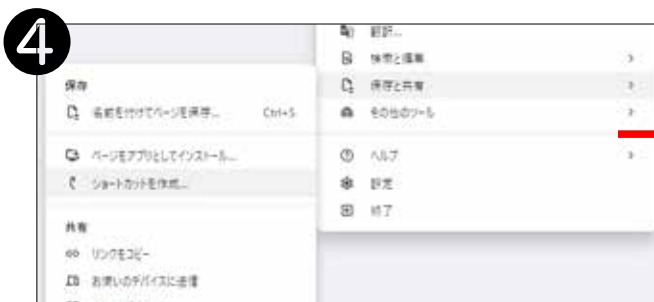 4
翻訳...
検索と編集
保存と共有
その他のツール
ヘルプ
設定
終了
保存
名前を付けてページを保存... Ctrl+S
ページをアプリとしてインストール...
ショートカットを作成...
共有
リンクをコピー
お使いのデバイスに送信